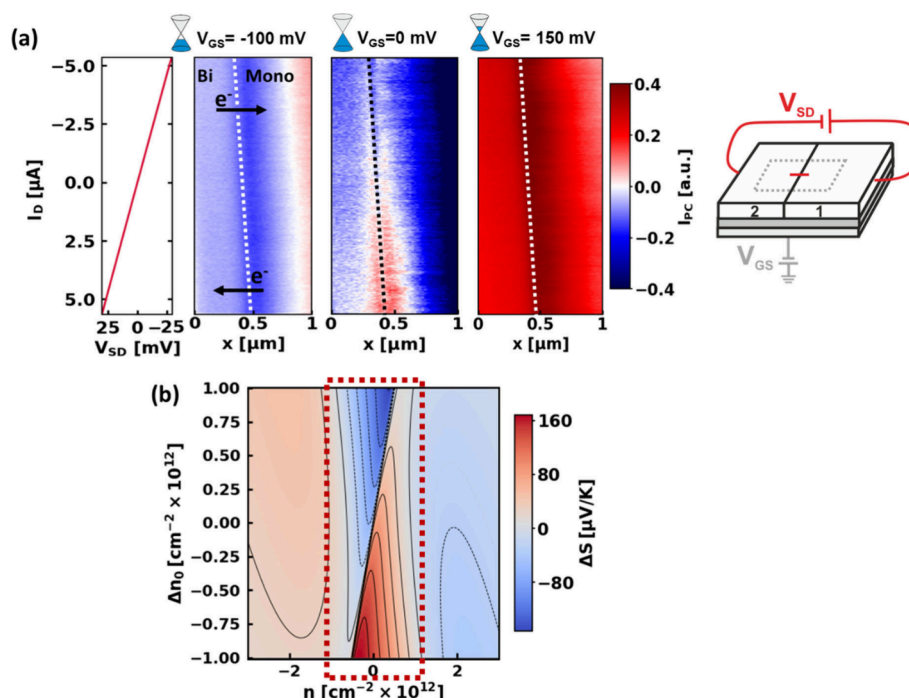 (a)
V_GS= -100 mV
V_GS=0 mV
V_GS= 150 mV
I_D [µA]
-5.0
-2.5
0.0
2.5
5.0
25 0 -25
V_SD [mV]
Bi Mono
e-
e-
0 0.5 1
x [µm]
0 0.5 1
x [µm]
0 0.5 1
x [µm]
0.4
0.2
0.0
-0.2
-0.4
I_PC [a.u.]
V_SD
2 1
V_GS
(b)
Δn₀ [cm⁻² × 10¹²]
1.00
0.75
0.50
0.25
0.00
-0.25
-0.50
-0.75
-1.00
-2 0 2
n [cm⁻² × 10¹²]
160
80
0
-80
ΔS [µV/K]